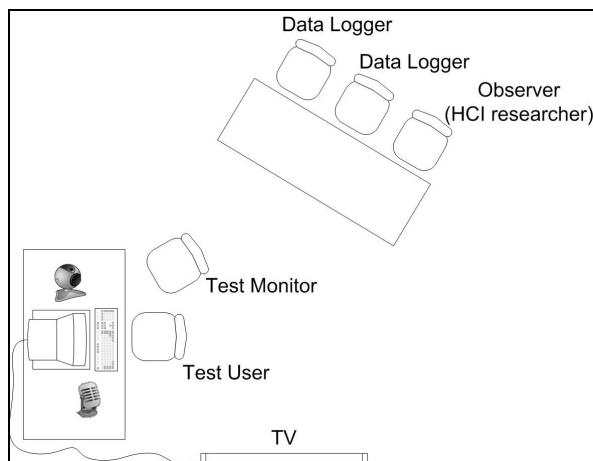 Data Logger
Data Logger
Observer
(HCI researcher)
Test Monitor
Test User
TV